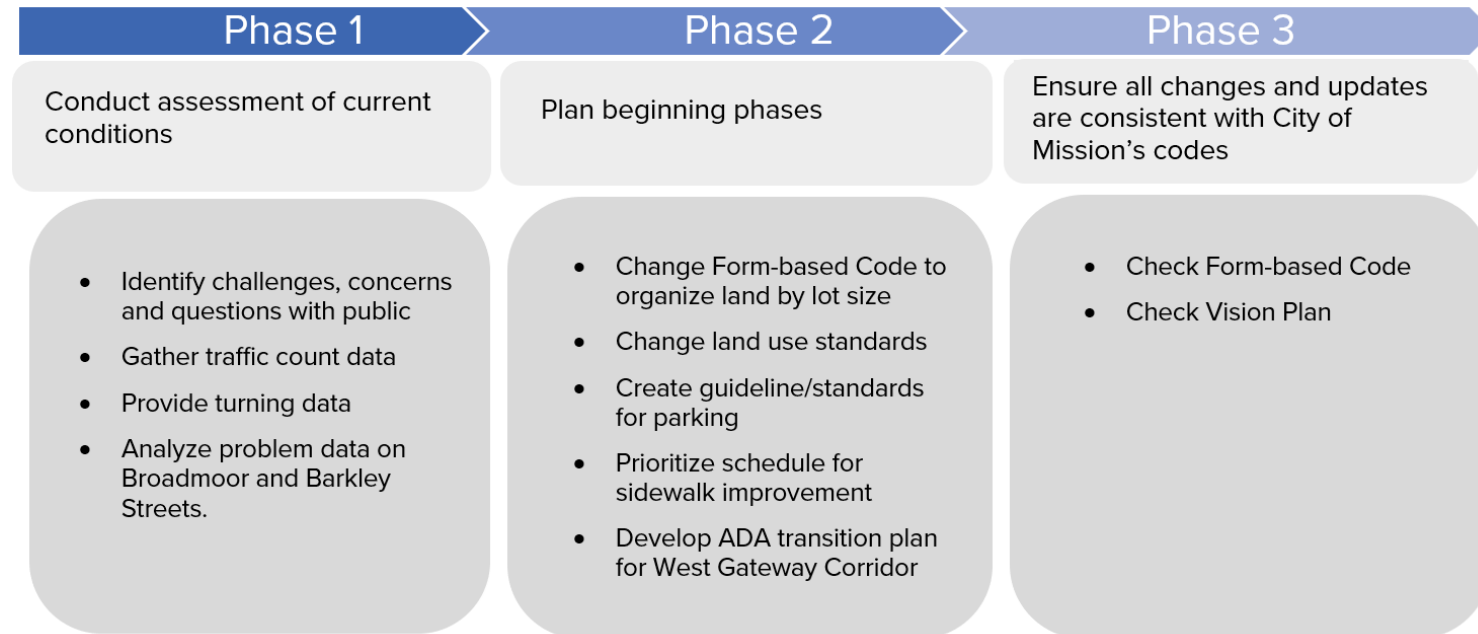 Phase 1
Phase 2
Phase 3
Conduct assessment of current
conditions
Plan beginning phases
Ensure all changes and updates
are consistent with City of
Mission’s codes
• Identify challenges, concerns
and questions with public
• Gather traffic count data
• Provide turning data
• Analyze problem data on
Broadmoor and Barkley
Streets.
• Change Form-based Code to
organize land by lot size
• Change land use standards
• Create guideline/standards
for parking
• Prioritize schedule for
sidewalk improvement
• Develop ADA transition plan
for West Gateway Corridor
• Check Form-based Code
• Check Vision Plan